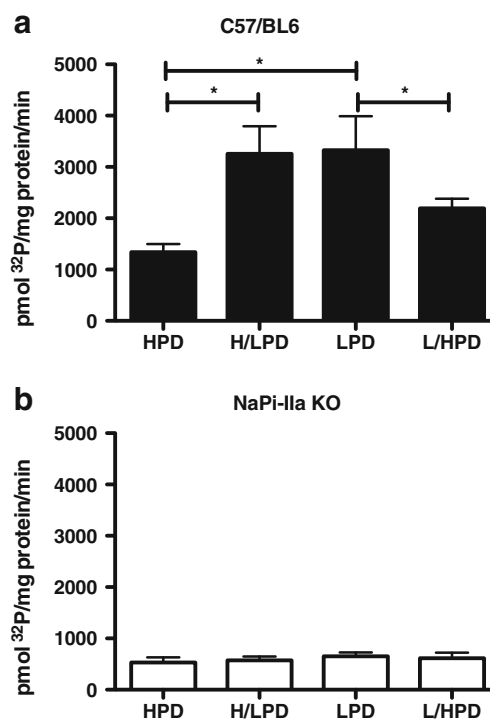 a
C57/BL6
pmol ³²P/mg protein/min
5000
4000
3000
2000
1000
0
*
*
*
HPD H/LPD LPD L/HPD
b
NaPi-IIa KO
pmol ³²P/mg protein/min
5000
4000
3000
2000
1000
0
HPD H/LPD LPD L/HPD